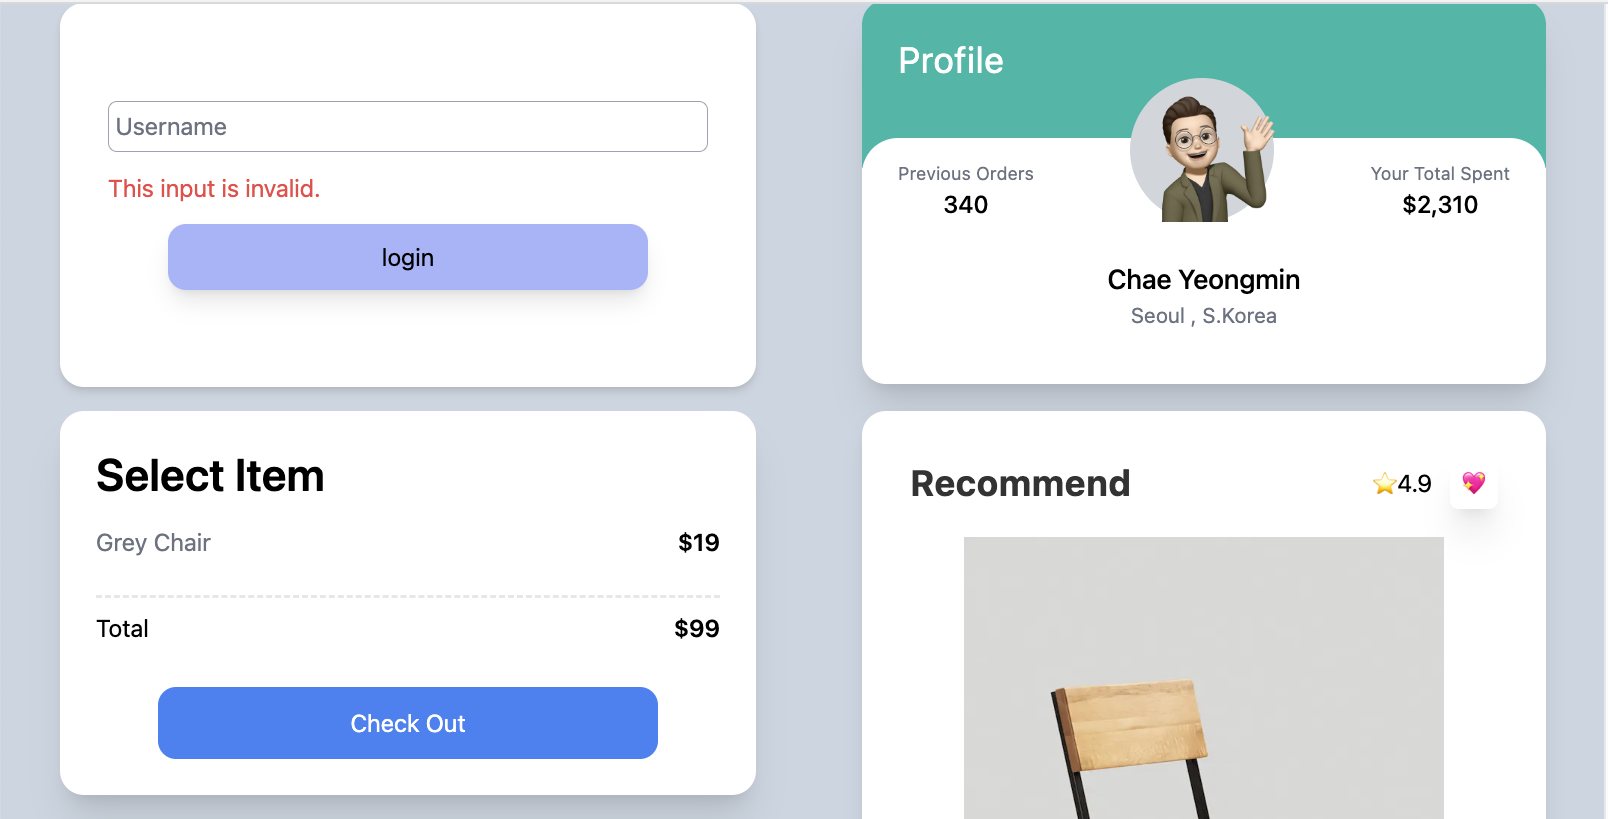 Username
This input is invalid.
login
Select Item
Grey Chair $19
Total $99
Check Out
Profile
Previous Orders
340
Your Total Spent
$2,310
Chae Yeongmin
Seoul , S.Korea
Recommend ⭐4.9 💖